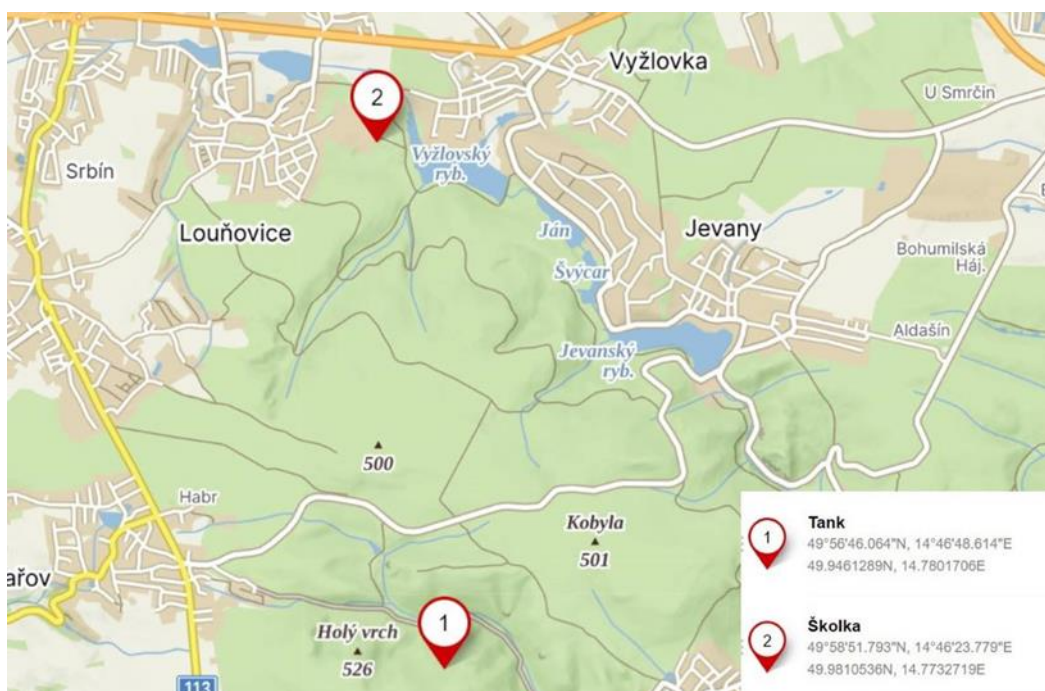 Vyžlovka
U Smrčin
2
Srbín
Vyžlovský
ryb.
Louňovice
Ján
Jevany
Švýcar
Bohumilská
Háj.
Aldašín
Jevanský
ryb.
500
Habr
Kobyla
501
ařov
1
Holý vrch
526
113
1
Tank
49°56'46.064"N, 14°46'48.614"E
49.9461289N, 14.7801706E
2
Školka
49°58'51.793"N, 14°46'23.779"E
49.9810536N, 14.7732719E